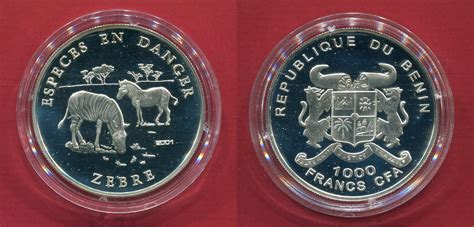 ESPECES EN DANGER
2001
ZEBRE
REPUBLIQUE DU BENIN
1000
FRANCS CFA